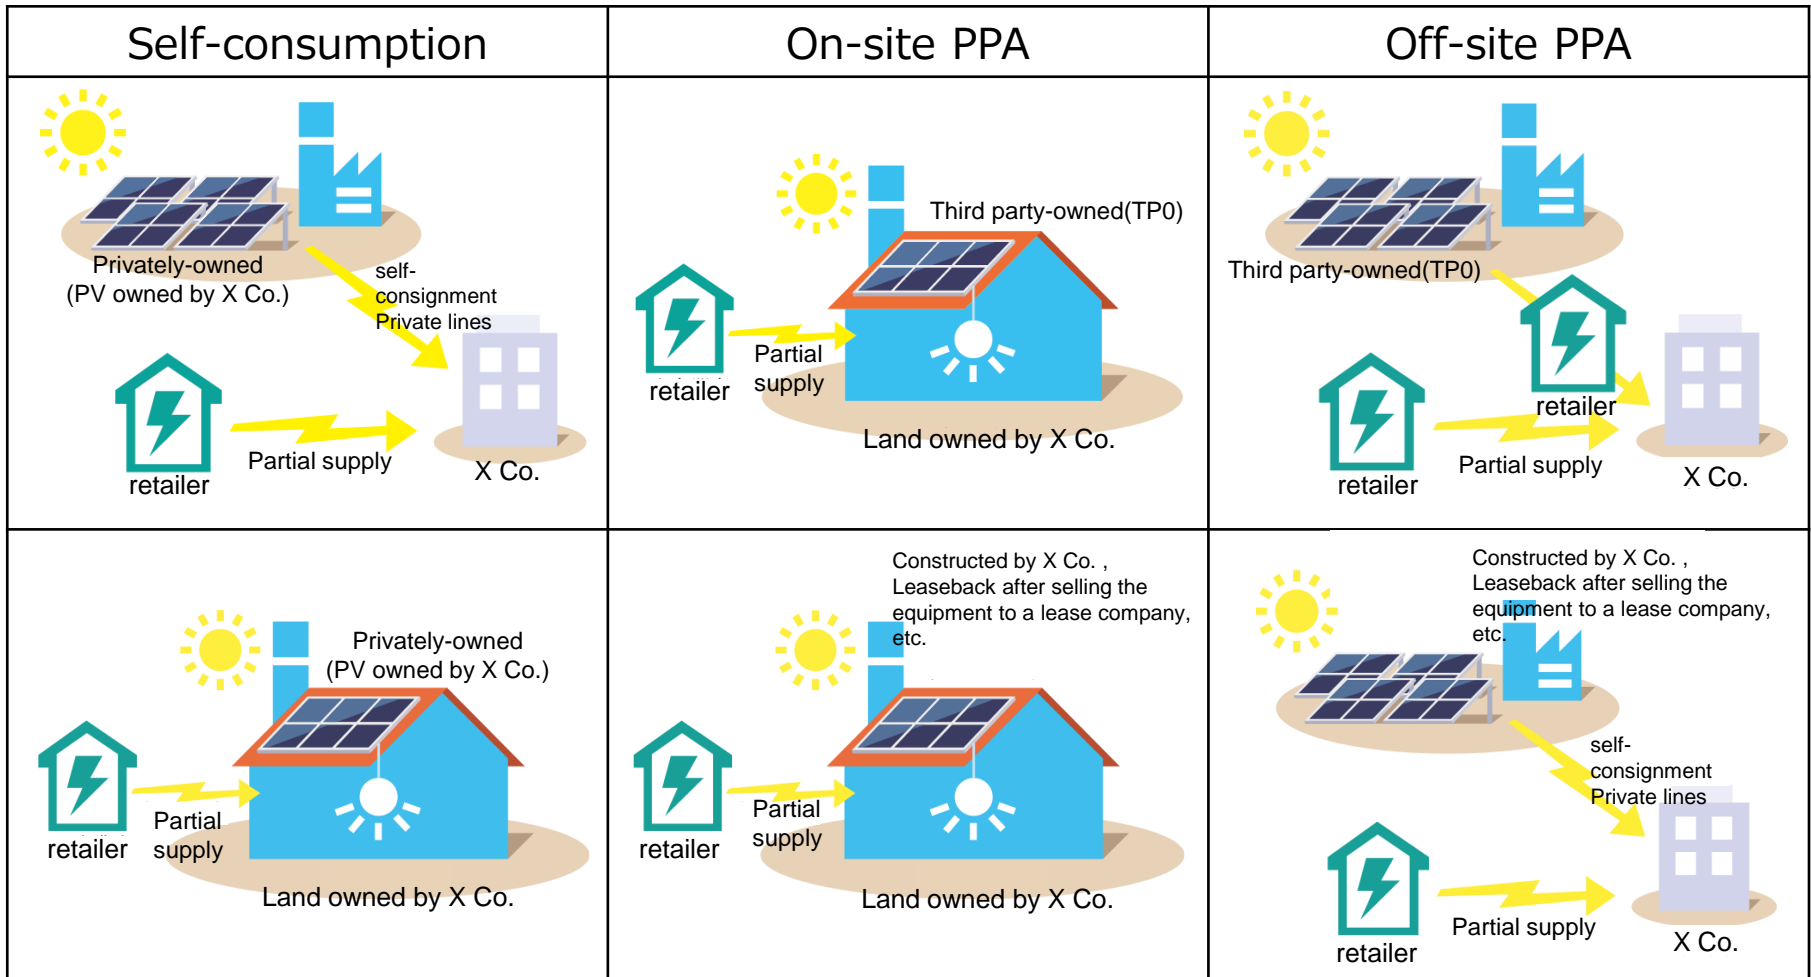 Self-consumption
On-site PPA
Off-site PPA
Privately-owned
(PV owned by X Co.)
self-
consignment
Private lines
retailer
Partial supply
X Co.
Third party-owned(TP0)
retailer
Partial
supply
Land owned by X Co.
Third party-owned(TP0)
retailer
retailer
Partial supply
X Co.
Privately-owned
(PV owned by X Co.)
retailer
Partial
supply
Land owned by X Co.
Constructed by X Co. ,
Leaseback after selling the
equipment to a lease company,
etc.
retailer
Partial
supply
Land owned by X Co.
Constructed by X Co. ,
Leaseback after selling the
equipment to a lease company,
etc.
self-
consignment
Private lines
retailer
Partial supply
X Co.